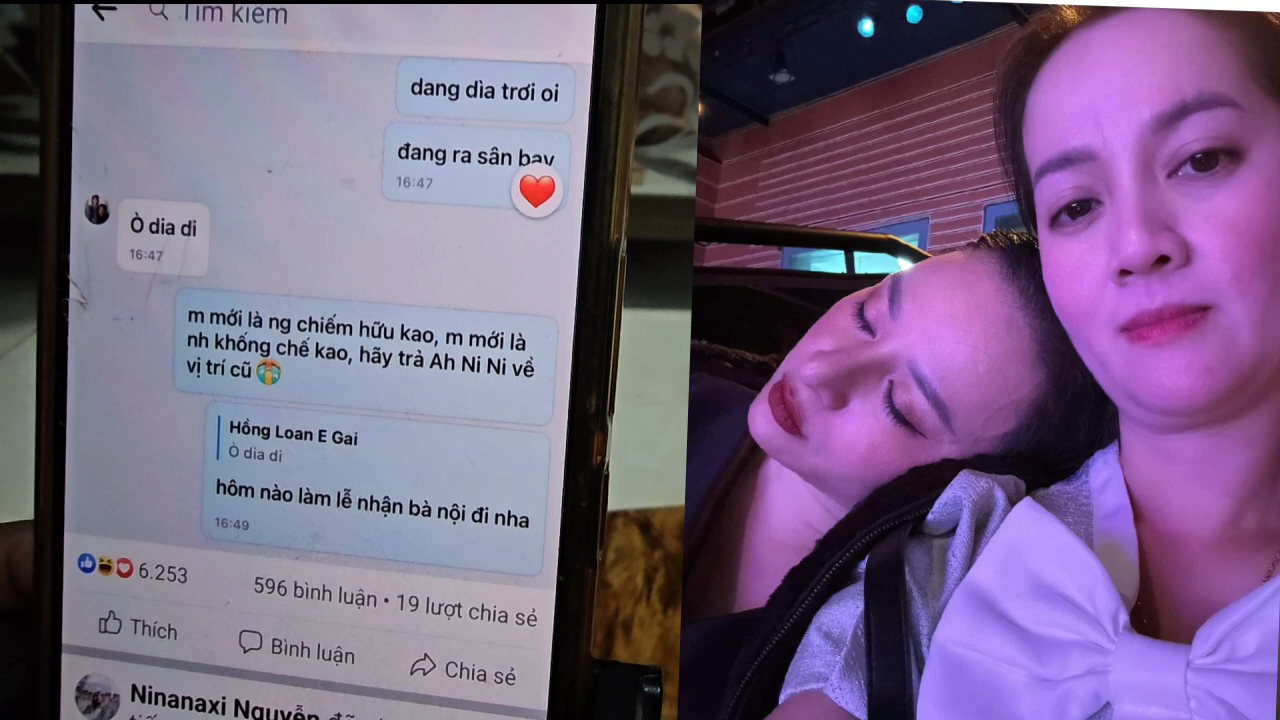 Tìm kiếm
dang dìa trơi oi
đang ra sân bay
16:47
Ò dia di
16:47
m mới là ng chiếm hữu kao, m mới là
nh khống chế kao, hãy trả Ah Ni Ni về
vị trí cũ 😭
Hồng Loan E Gai
Ò dia di
hôm nào làm lễ nhận bà nội đi nha
16:49
6.253
596 bình luận • 19 lượt chia sẻ
Thích
Bình luận
Chia sẻ
Ninanaxi Nguyễn